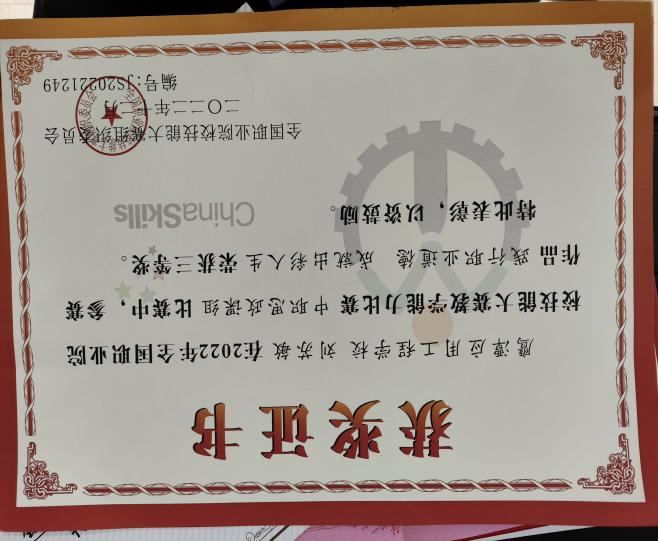 获奖证书
鹰潭应用工程学校 刘苏敏 在2022年全国职业院
校技能大赛教学能力比赛 中职思政课组 比赛中，参赛
作品 践行职业道德 成就出彩人生 荣获三等奖。
特此表彰，以资鼓励。
ChinaSkills
全国职业院校技能大赛组织委员会
二〇二二年十二月
编号：JS20221249